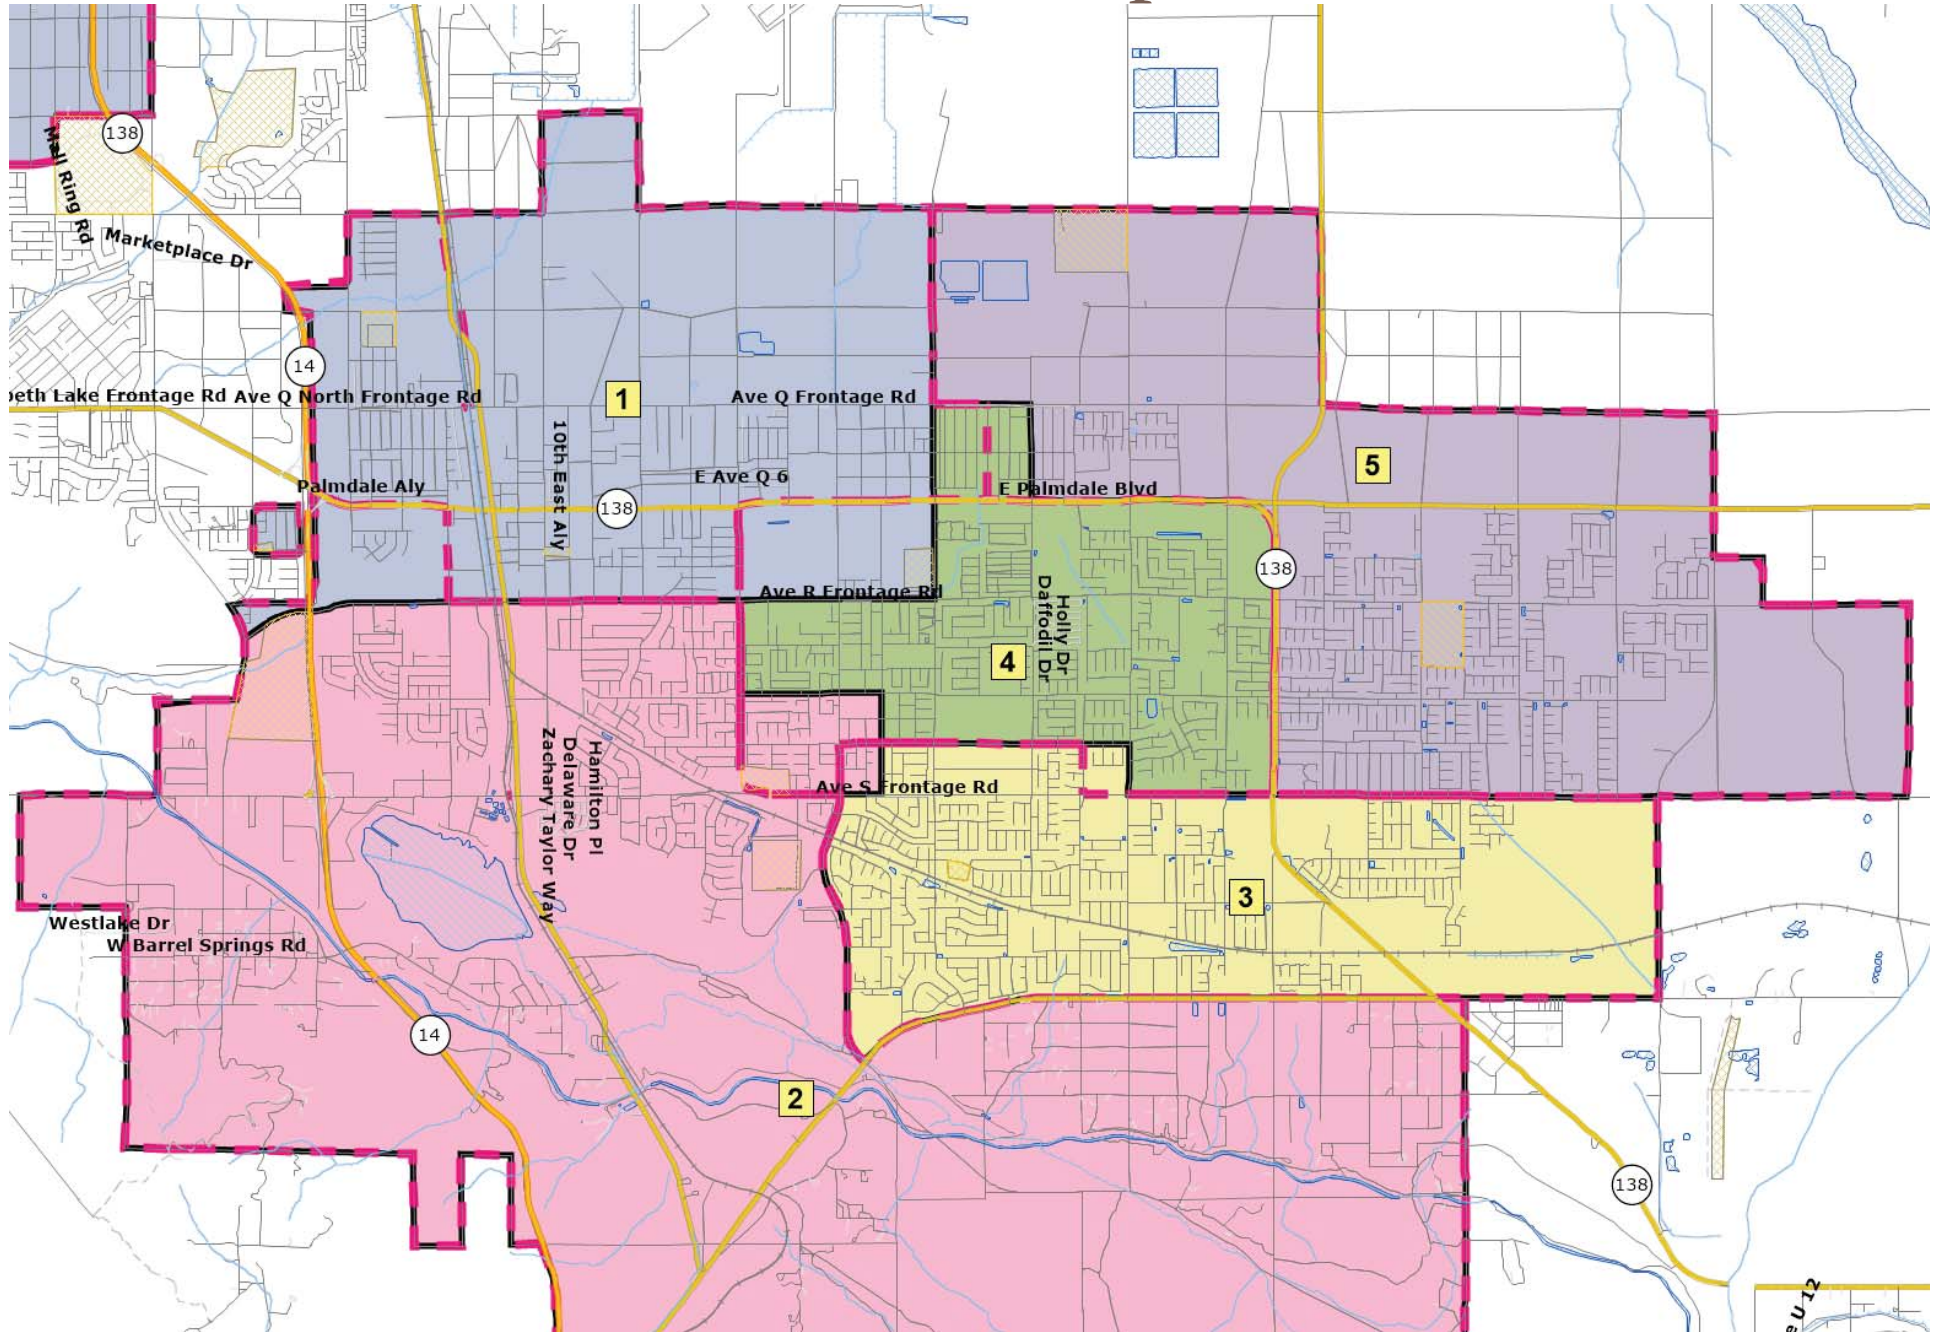 138
Mall Ring Rd
Marketplace Dr
14
beth Lake Frontage Rd
Ave Q North Frontage Rd
1
Ave Q Frontage Rd
10th East Aly
5
E Ave Q 6
Palmdale Aly
E Palmdale Blvd
138
138
Ave R Frontage Rd
Holly Dr
Daffodil Dr
4
Hamilton Pl
Delaware Dr
Zachary Taylor Way
Ave S Frontage Rd
3
Westlake Dr
W Barrel Springs Rd
14
2
138
e U 12